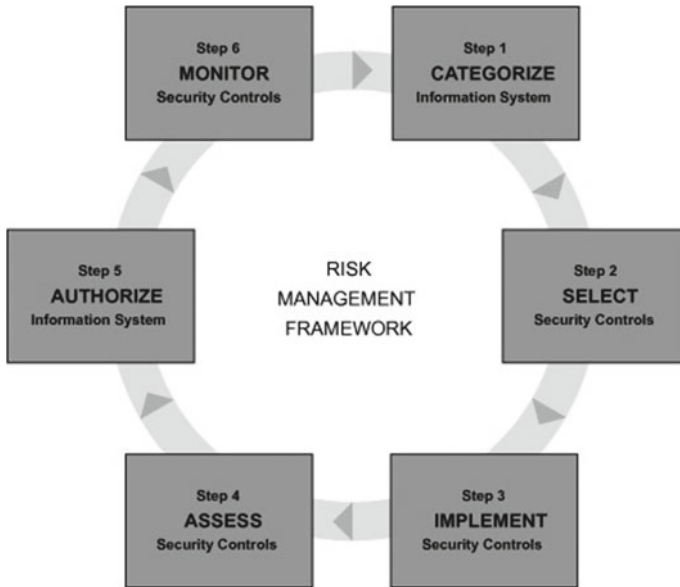 Step 1
CATEGORIZE
Information System
Step 2
SELECT
Security Controls
Step 3
IMPLEMENT
Security Controls
Step 4
ASSESS
Security Controls
Step 5
AUTHORIZE
Information System
Step 6
MONITOR
Security Controls
RISK
MANAGEMENT
FRAMEWORK